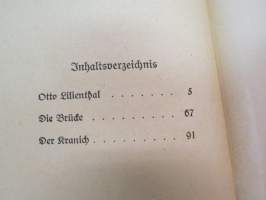 Inhaltsverzeichnis
Otto Lilienthal . . . . . . . 5
Die Brücke . . . . . . . . 67
Der Kranich . . . . . . . . 91